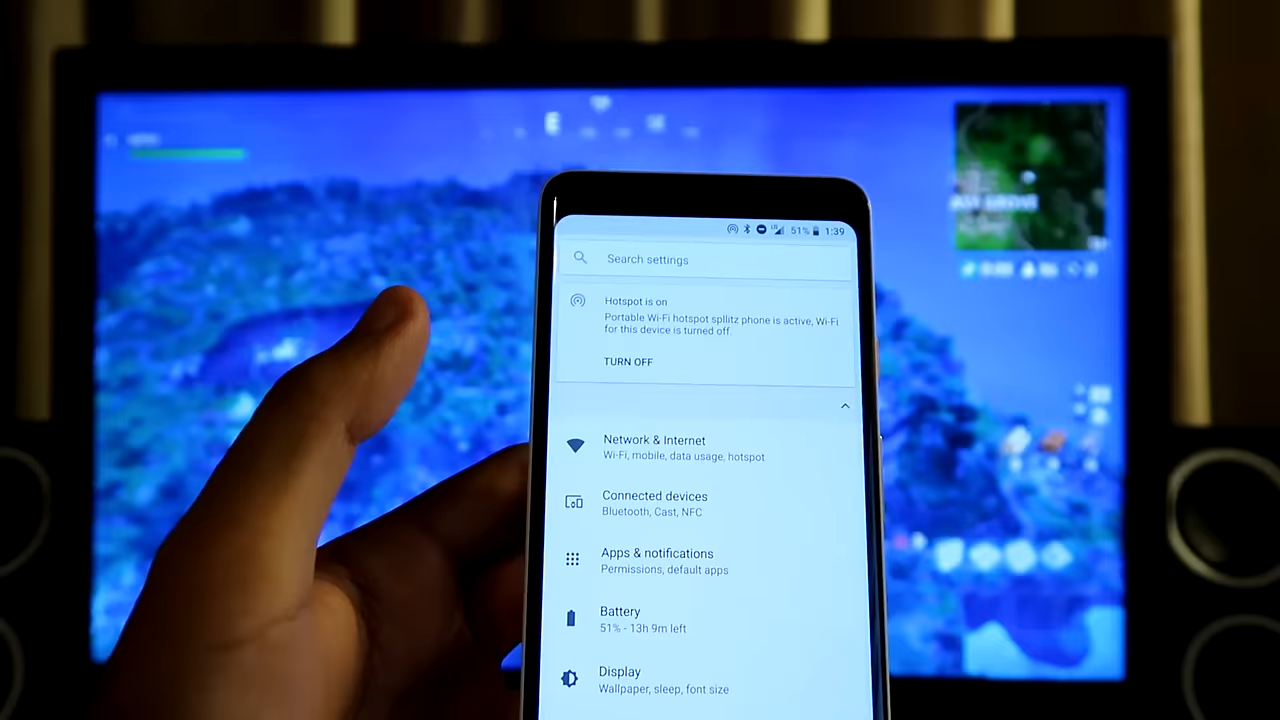 E
51% 1:39
Search settings
Hotspot is on
Portable Wi-Fi hotspot spllitz phone is active, Wi-Fi
for this device is turned off.
TURN OFF
Network & Internet
Wi-Fi, mobile, data usage, hotspot
Connected devices
Bluetooth, Cast, NFC
Apps & notifications
Permissions, default apps
Battery
51% - 13h 9m left
Display
Wallpaper, sleep, font size